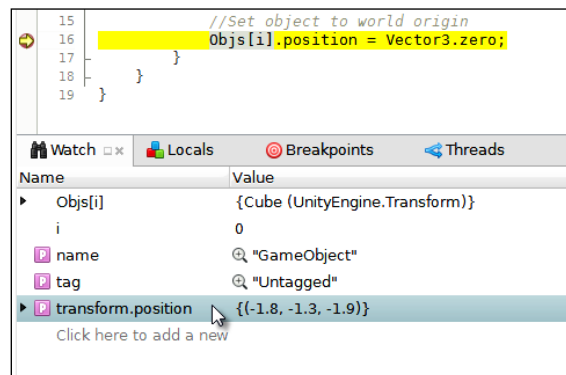 15 //Set object to world origin
16 Objs[i].position = Vector3.zero;
17 }
18 }
19 }
Watch Locals Breakpoints Threads
Name Value
Objs[i] {Cube (UnityEngine.Transform)}
i 0
P name "GameObject"
P tag "Untagged"
P transform.position {(-1.8, -1.3, -1.9)}
Click here to add a new